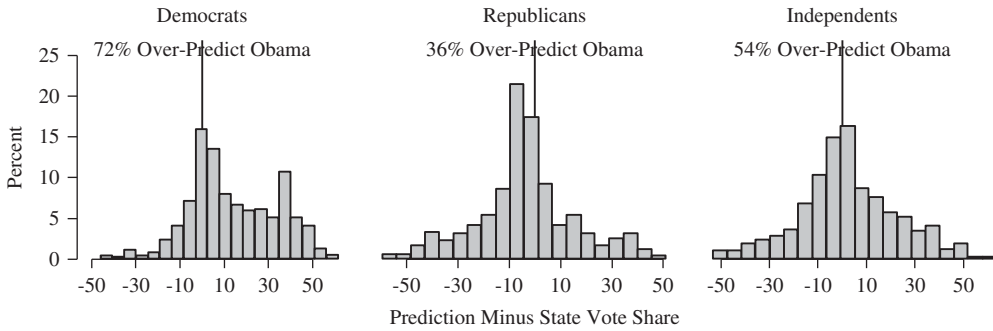 Democrats Republicans Independents
72% Over-Predict Obama 36% Over-Predict Obama 54% Over-Predict Obama
25
20
15
10
5
0
Percent
-50 -30 -10 10 30 50 -50 -30 -10 10 30 50 -50 -30 -10 10 30 50
Prediction Minus State Vote Share